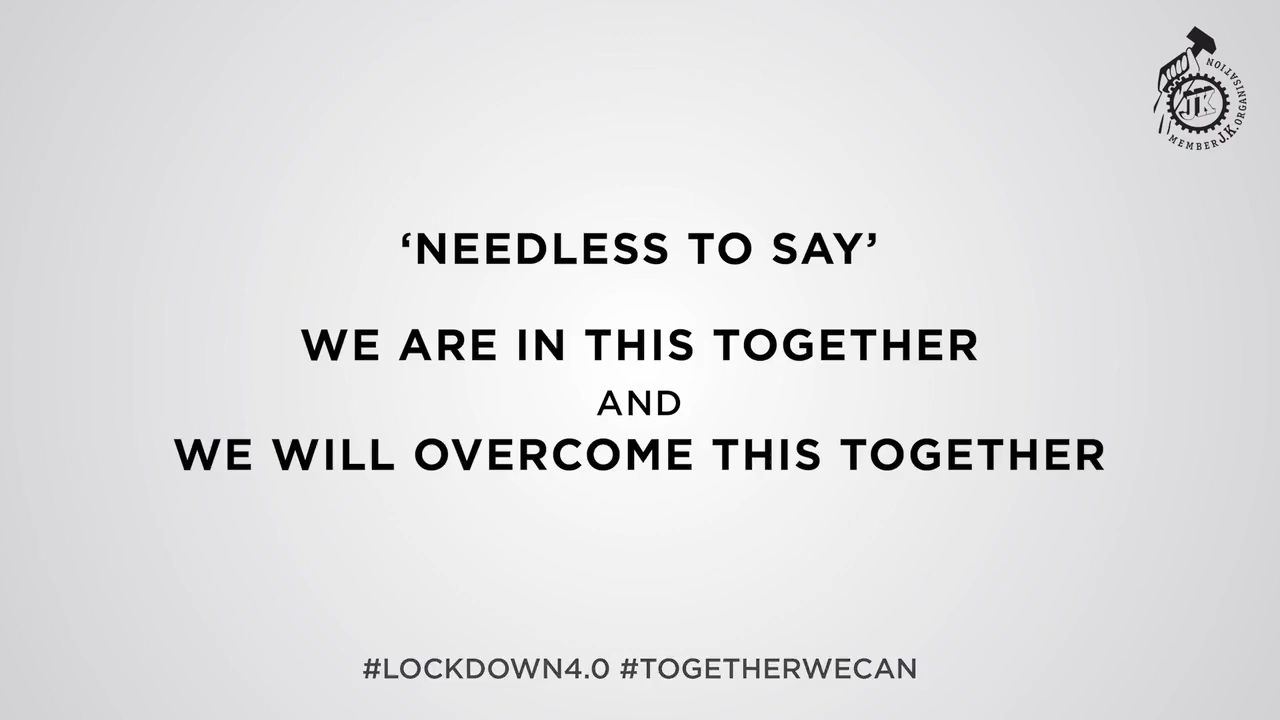 ‘NEEDLESS TO SAY’
WE ARE IN THIS TOGETHER
AND
WE WILL OVERCOME THIS TOGETHER
#LOCKDOWN4.0 #TOGETHERWECAN
JK
MEMBER J.K. ORGANISATION